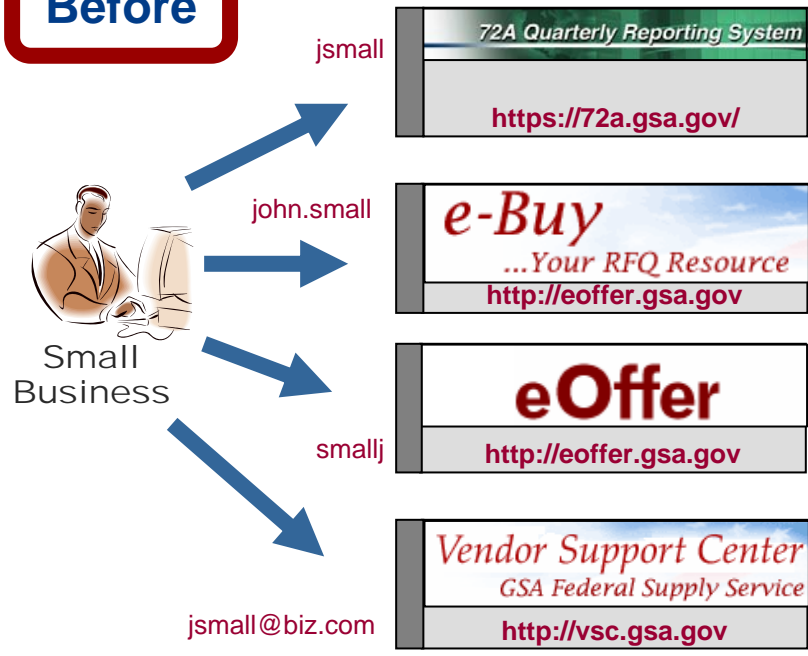 Before
jsmall
72A Quarterly Reporting System
https://72a.gsa.gov/
john.small
e-Buy
...Your RFQ Resource
http://eoffer.gsa.gov
Small
Business
eOffer
smallj
http://eoffer.gsa.gov
Vendor Support Center
GSA Federal Supply Service
jsmall@biz.com
http://vsc.gsa.gov